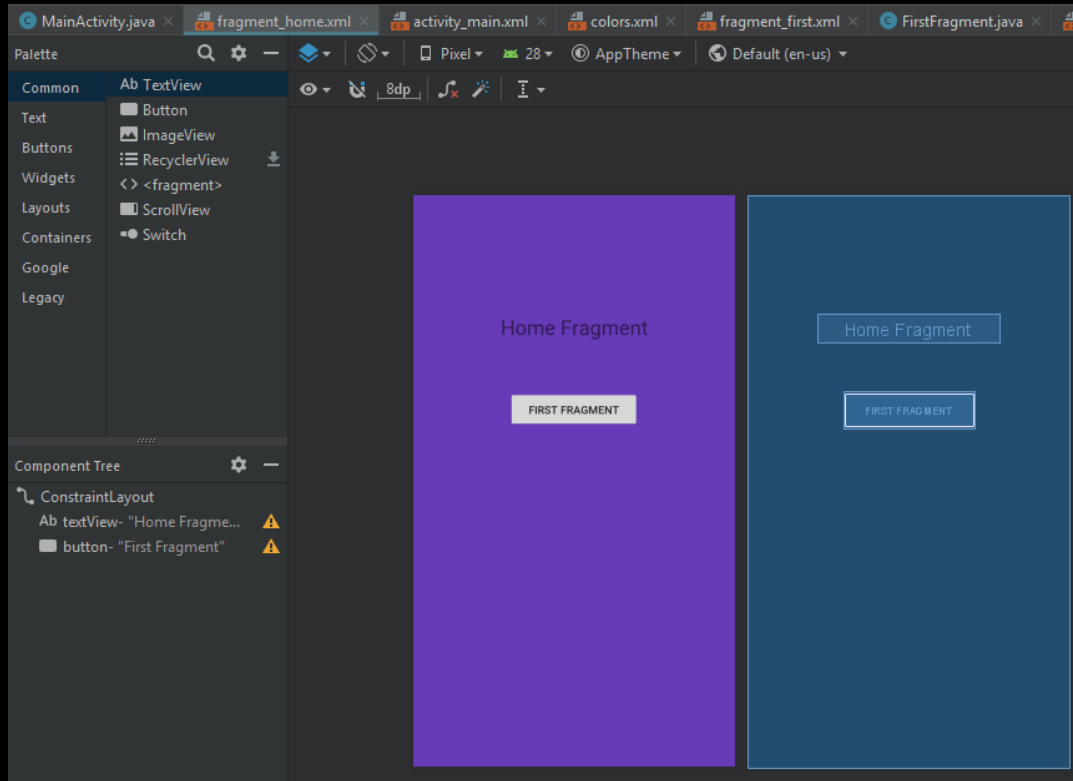 MainActivity.java fragment_home.xml activity_main.xml colors.xml fragment_first.xml FirstFragment.java
Palette
Pixel 28 AppTheme Default (en-us)
Common
Text
Buttons
Widgets
Layouts
Containers
Google
Legacy
Ab TextView
Button
ImageView
RecyclerView
<fragment>
ScrollView
Switch
8dp
Home Fragment
FIRST FRAGMENT
Home Fragment
FIRST FRAGMENT
Component Tree
ConstraintLayout
Ab textView- "Home Fragme...
button- "First Fragment"